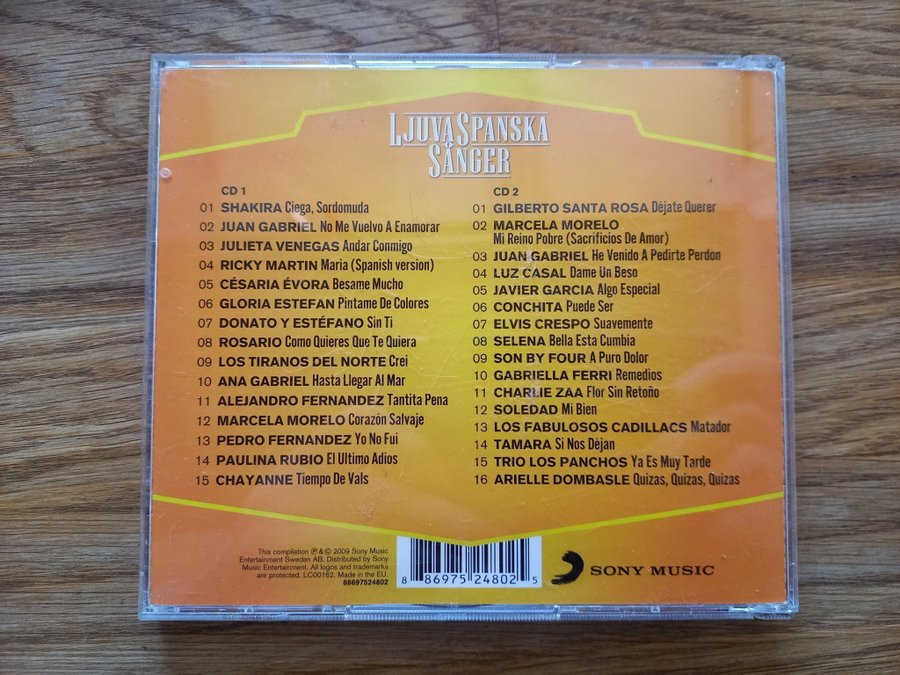 LJUVA SPANSKA
SÅNGER
CD 1
01 SHAKIRA Ciega, Sordomuda
02 JUAN GABRIEL No Me Vuelvo A Enamorar
03 JULIETA VENEGAS Andar Conmigo
04 RICKY MARTIN Maria (Spanish version)
05 CÉSARIA ÉVORA Besame Mucho
06 GLORIA ESTEFAN Pintame De Colores
07 DONATO Y ESTÉFANO Sin Ti
08 ROSARIO Como Quieres Que Te Quiera
09 LOS TIRANOS DEL NORTE Crei
10 ANA GABRIEL Hasta Llegar Al Mar
11 ALEJANDRO FERNANDEZ Tantita Pena
12 MARCELA MORELO Corazón Salvaje
13 PEDRO FERNANDEZ Yo No Fui
14 PAULINA RUBIO El Ultimo Adios
15 CHAYANNE Tiempo De Vals
CD 2
01 GILBERTO SANTA ROSA Déjate Querer
02 MARCELA MORELO
Mi Reino Pobre (Sacrificios De Amor)
03 JUAN GABRIEL He Venido A Pedirte Perdon
04 LUZ CASAL Dame Un Beso
05 JAVIER GARCIA Algo Especial
06 CONCHITA Puede Ser
07 ELVIS CRESPO Suavemente
08 SELENA Bella Esta Cumbia
09 SON BY FOUR A Puro Dolor
10 GABRIELLA FERRI Remedios
11 CHARLIE ZAA Flor Sin Retoño
12 SOLEDAD Mi Bien
13 LOS FABULOSOS CADILLACS Matador
14 TAMARA Si Nos Déjan
15 TRIO LOS PANCHOS Ya Es Muy Tarde
16 ARIELLE DOMBASLE Quizas, Quizas, Quizas
This compilation ℗ & © 2009 Sony Music
Entertainment Sweden AB. Distributed by Sony
Music Entertainment. All logos and trademarks
are protected. LC00162. Made in the EU.
88697524802
8 86975 24802 5
SONY MUSIC